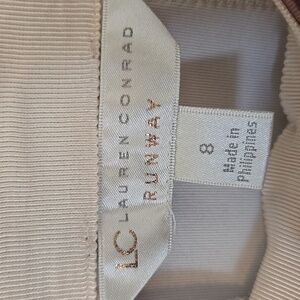 LC LAUREN CONRAD
RUNWAY
8
Made in
Philippines